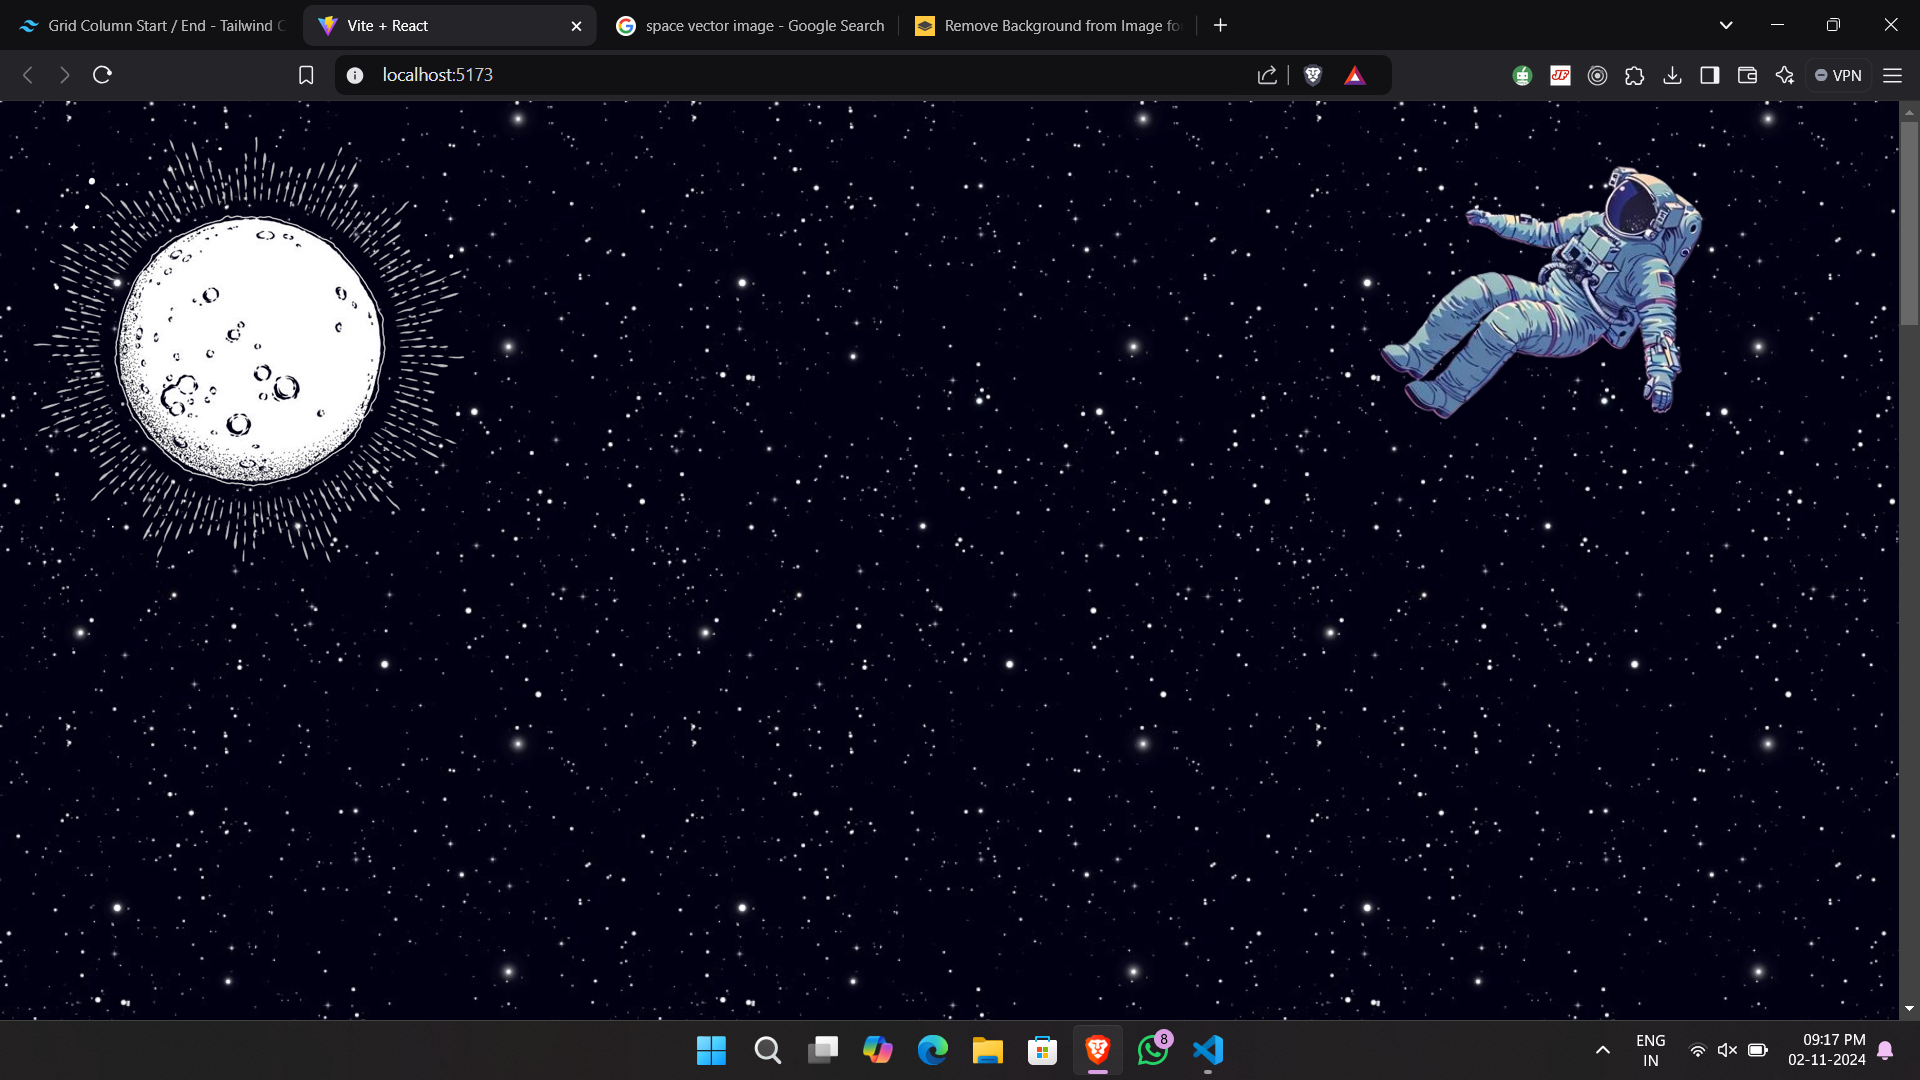 Grid Column Start / End - Tailwind C
Vite + React
space vector image - Google Search
Remove Background from Image fo
localhost:5173
JF
VPN
8
ENG
IN
09:17 PM
02-11-2024